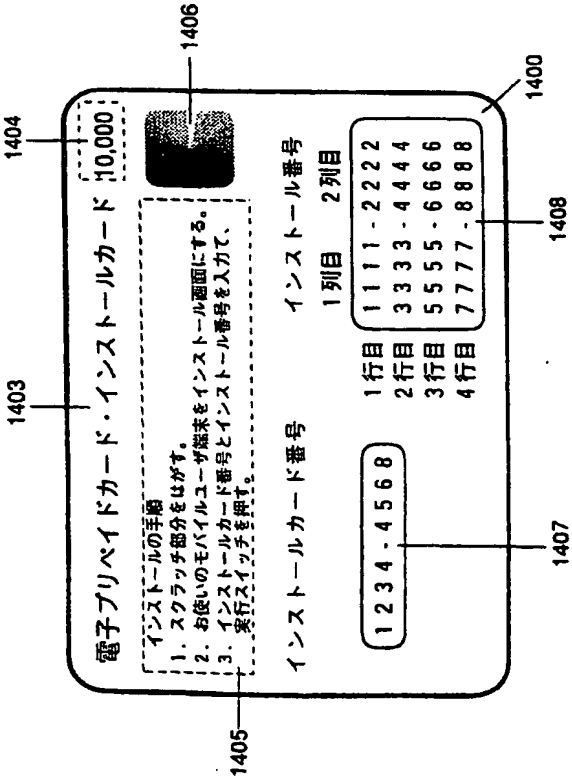 1403
1404
1406
電子プリペイドカード・インストールカード
10,000
インストールの手順
1. スクラッチ部分をはがす。
2. お使いのモバイルユーザ端末をインストール画面にする。
3. インストールカード番号とインストール番号を入力て、
実行スイッチを押す。
1405
インストールカード番号
インストール番号
1列目 2列目
1234-4568
1行目 1111-2222
2行目 3333-4444
3行目 5555-6666
4行目 7777-8888
1400
1407
1408